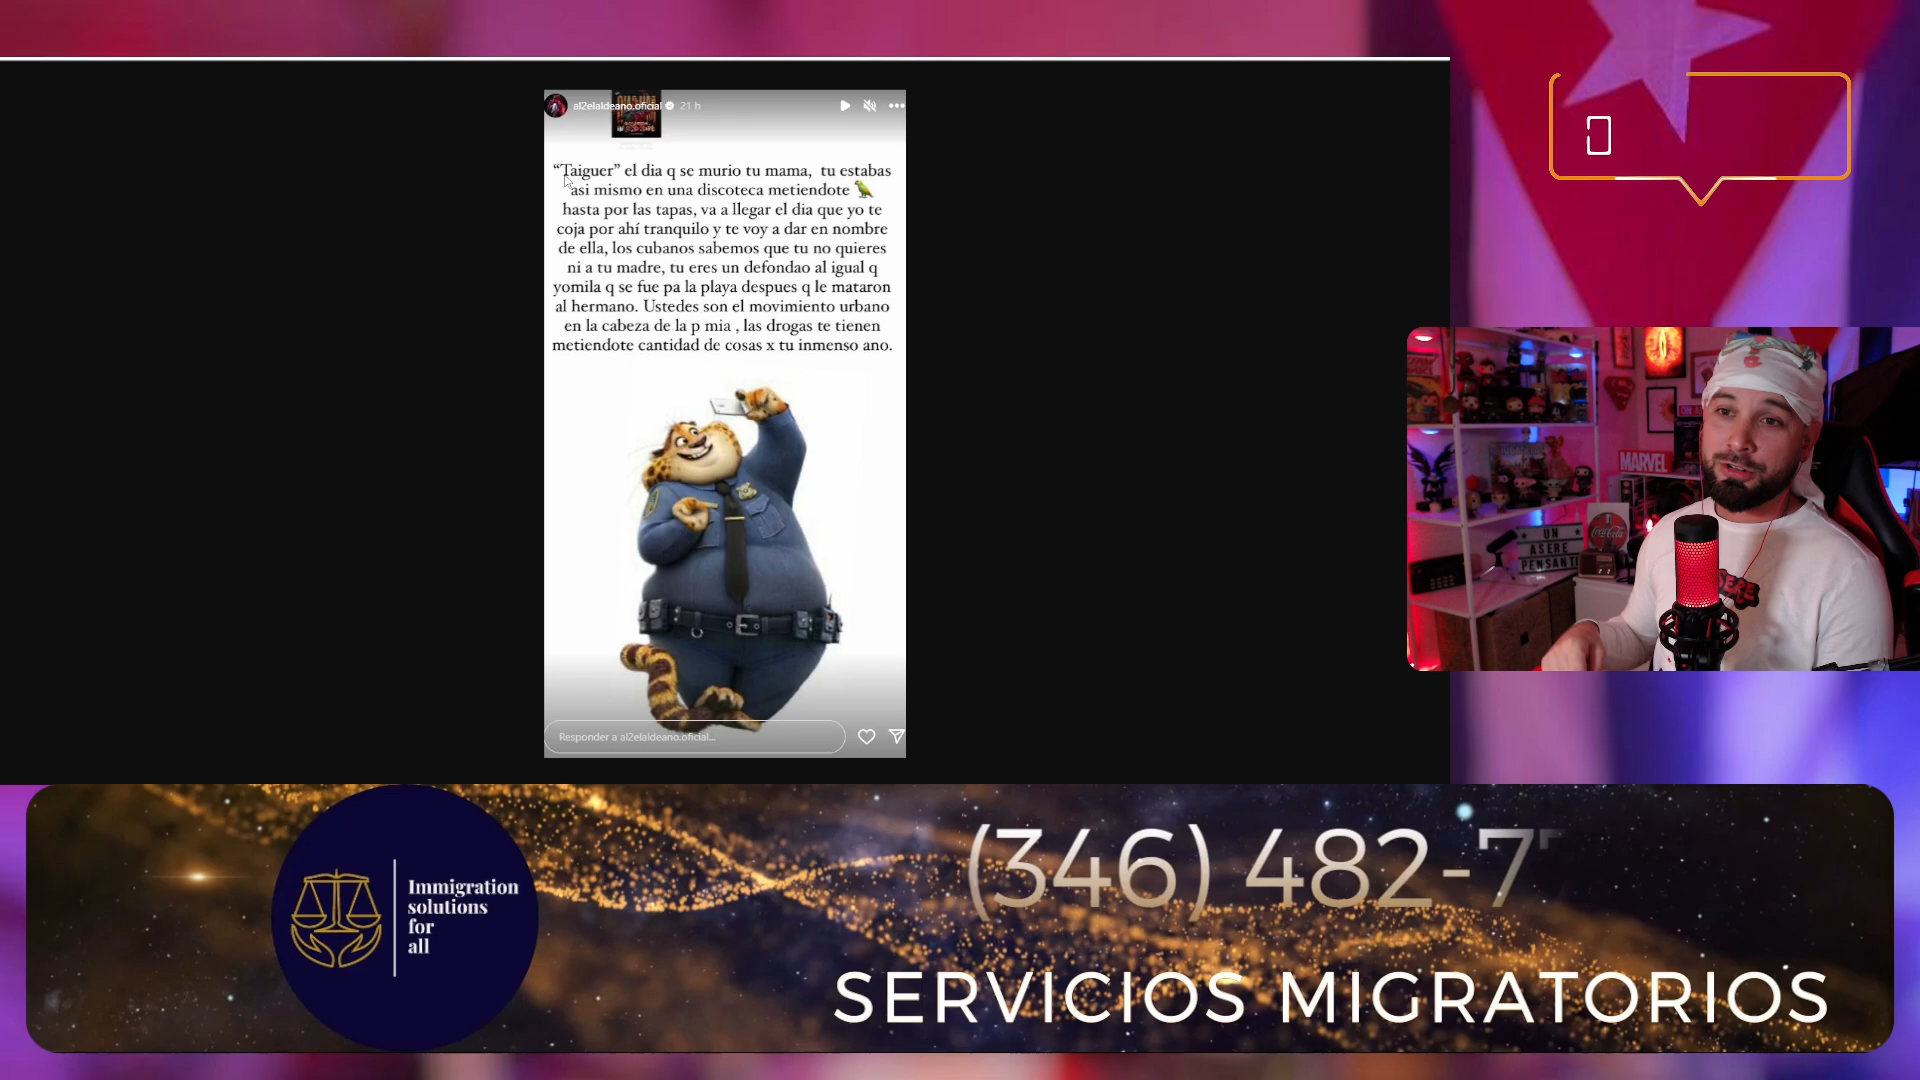 al2elaldeano.oficial 21 h
“Taiguer” el dia q se murio tu mama, tu estabas
asi mismo en una discoteca metiendote 🦜
hasta por las tapas, va a llegar el dia que yo te
coja por ahí tranquilo y te voy a dar en nombre
de ella, los cubanos sabemos que tu no quieres
ni a tu madre, tu eres un defondao al igual q
yomila q se fue pa la playa despues q le mataron
al hermano. Ustedes son el movimiento urbano
en la cabeza de la p mia , las drogas te tienen
metiendote cantidad de cosas x tu inmenso ano.
Responder a al2elaldeano.oficial...
MARVEL
UN
ASERE
PENSANT
Coca-Cola
Immigration
solutions
for
all
(346) 482-7
SERVICIOS MIGRATORIOS